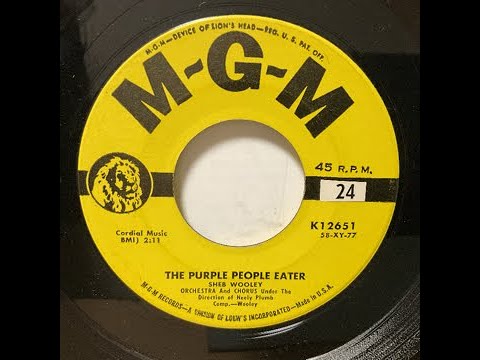 M-G-M—DEVICE OF LION'S HEAD—REG. U. S. PAT. OFF.
M-G-M
45 R.P.M.
24
K12651
58-XY-77
Cordial Music
BMI) 2:11
THE PURPLE PEOPLE EATER
SHEB WOOLEY
ORCHESTRA And CHORUS Under The
Direction of Neely Plumb
Comp.—Wooley
M-G-M RECORDS—A DIVISION OF LOEW'S INCORPORATED—Made in U.S.A.